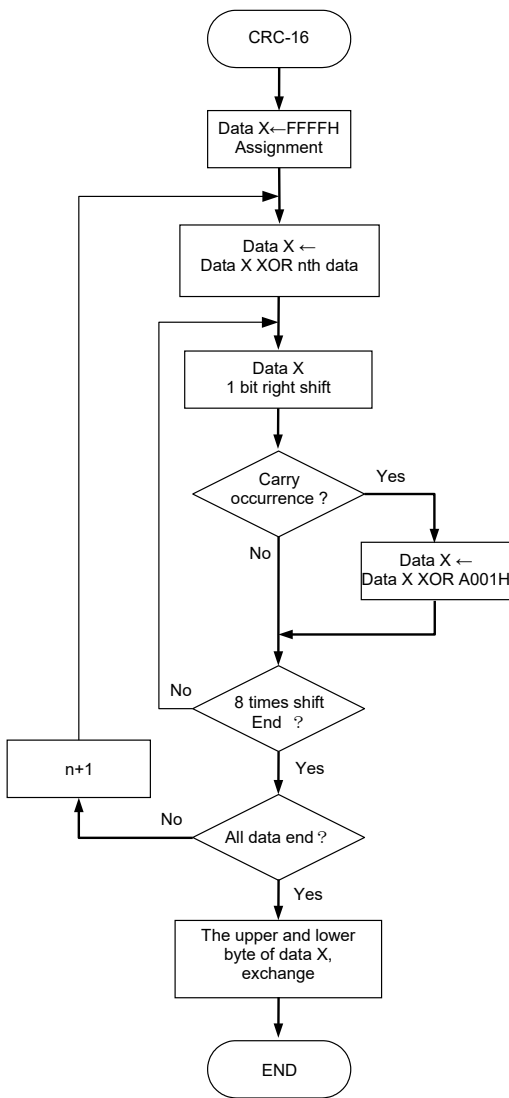 CRC-16
Data X←FFFFH
Assignment
Data X ←
Data X XOR nth data
Data X
1 bit right shift
Carry
occurrence ?
Yes
No
Data X ←
Data X XOR A001H
8 times shift
End ?
No
Yes
n+1
All data end ?
No
Yes
The upper and lower
byte of data X,
exchange
END